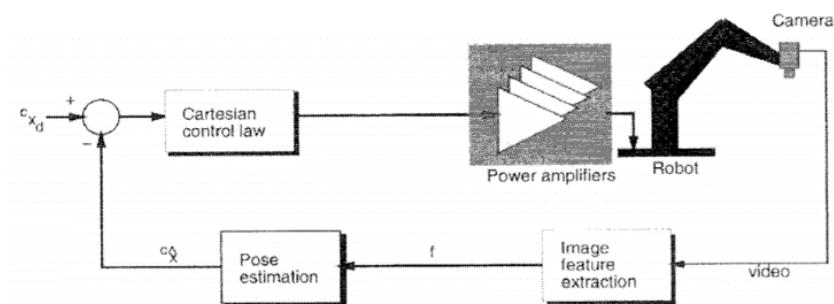 Camera
c x d
+
−
Cartesian
control law
Power amplifiers
Robot
c x̂
Pose
estimation
f
Image
feature
extraction
video